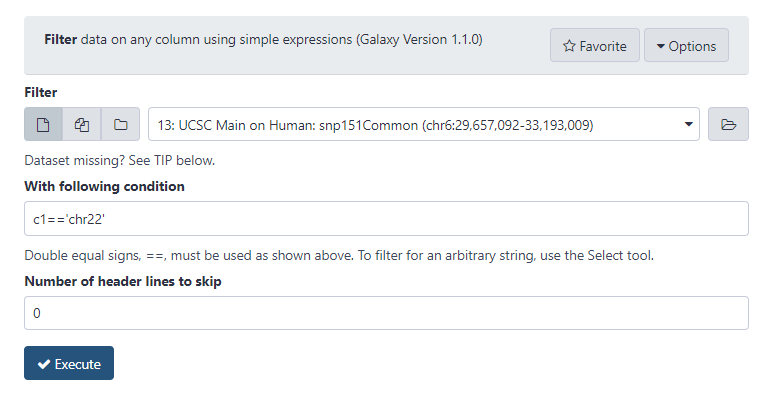 Filter data on any column using simple expressions (Galaxy Version 1.1.0)
Favorite
Options
Filter
13: UCSC Main on Human: snp151Common (chr6:29,657,092-33,193,009)
Dataset missing? See TIP below.
With following condition
c1=='chr22'
Double equal signs, ==, must be used as shown above. To filter for an arbitrary string, use the Select tool.
Number of header lines to skip
0
Execute